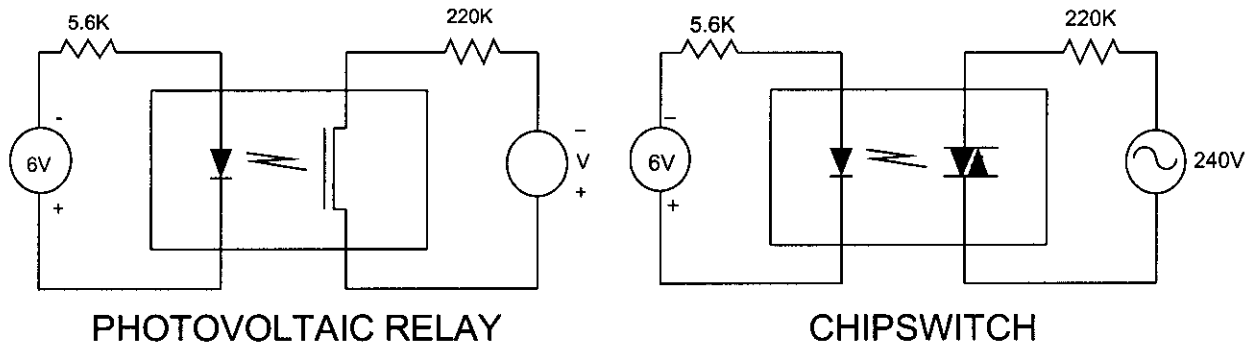 5.6K
220K
-
6V
+
–
V
+
PHOTOVOLTAIC RELAY
5.6K
220K
–
6V
+
240V
CHIPSWITCH